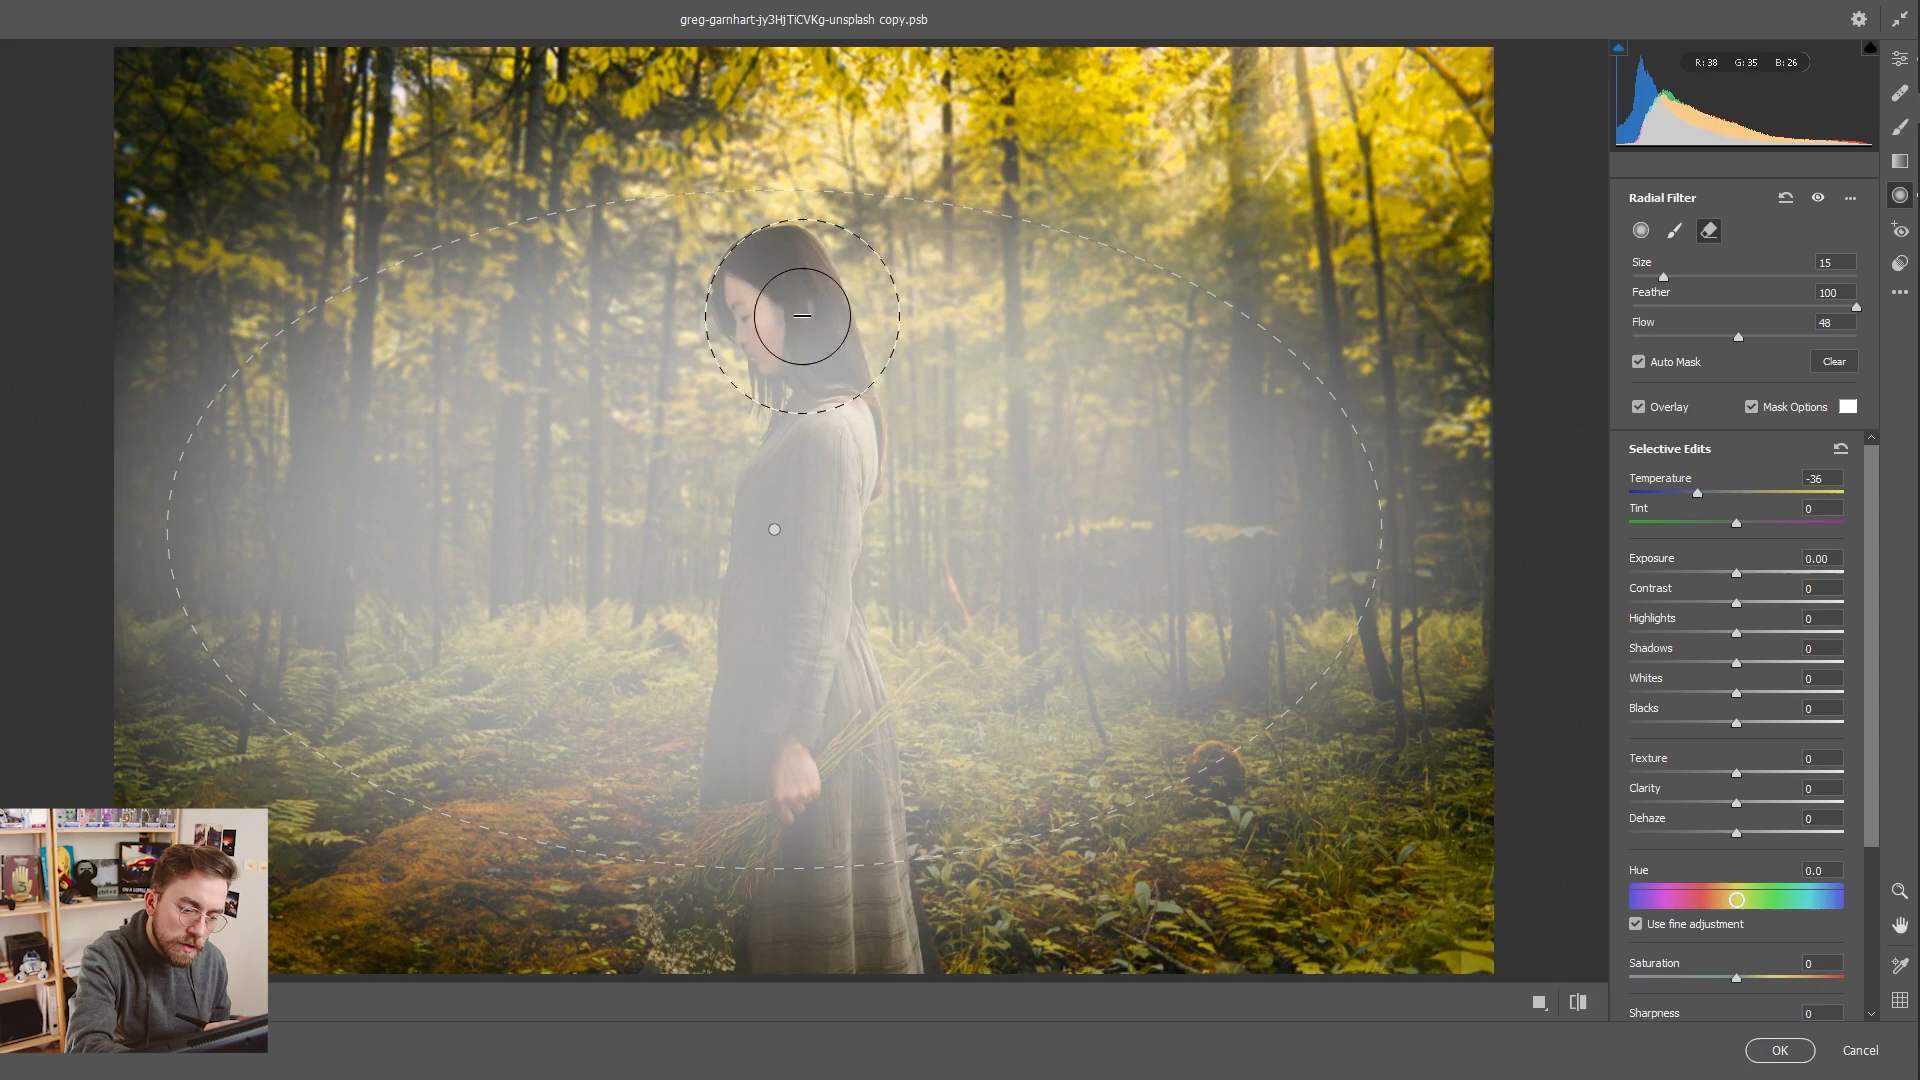 greg-garnhart-jy3HjTiCVKg-unsplash copy.psb
R: 38 G: 35 B: 26
Radial Filter
Size 15
Feather 100
Flow 48
Auto Mask Clear
Overlay Mask Options
Selective Edits
Temperature -36
Tint 0
Exposure 0.00
Contrast 0
Highlights 0
Shadows 0
Whites 0
Blacks 0
Texture 0
Clarity 0
Dehaze 0
Hue 0.0
Use fine adjustment
Saturation 0
Sharpness 0
OK Cancel